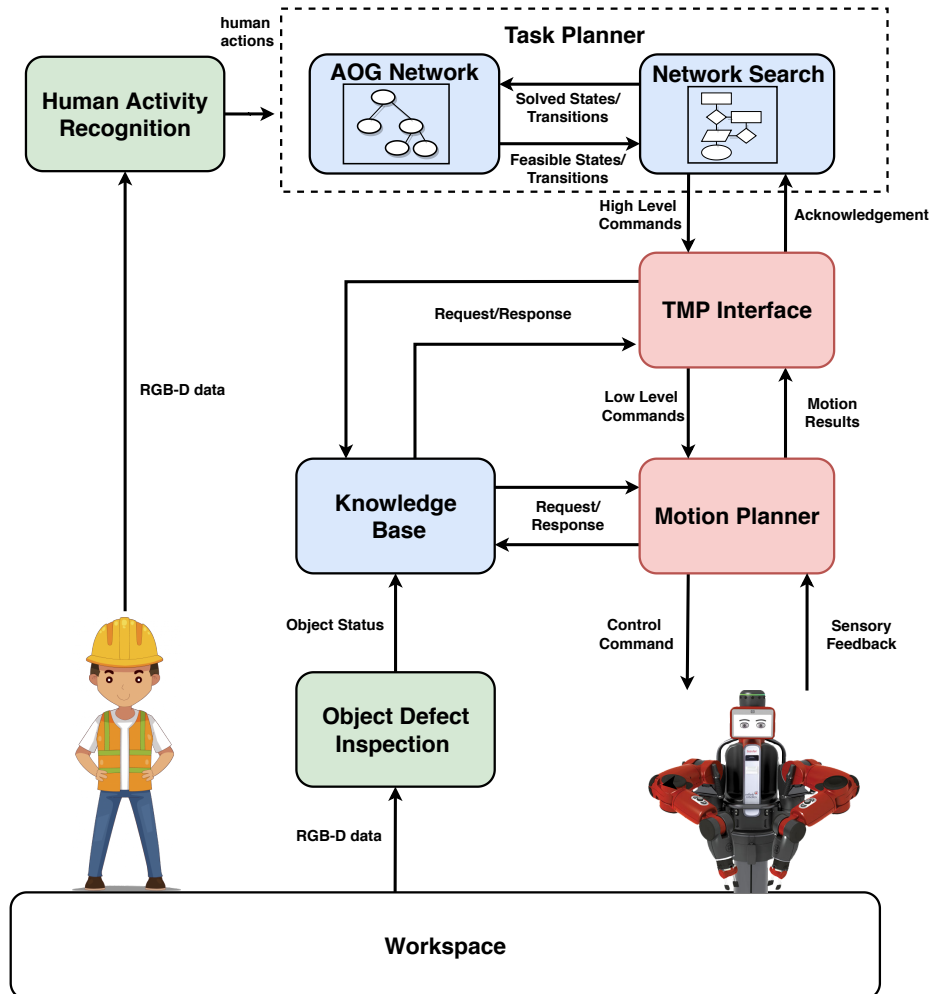 human
actions
Task Planner
AOG Network
Network Search
Human Activity
Recognition
Solved States/
Transitions
Feasible States/
Transitions
High Level
Commands
Acknowledgement
TMP Interface
Request/Response
RGB-D data
Low Level
Commands
Motion
Results
Knowledge
Base
Request/
Response
Motion Planner
Object Status
Control
Command
Sensory
Feedback
Object Defect
Inspection
RGB-D data
Workspace